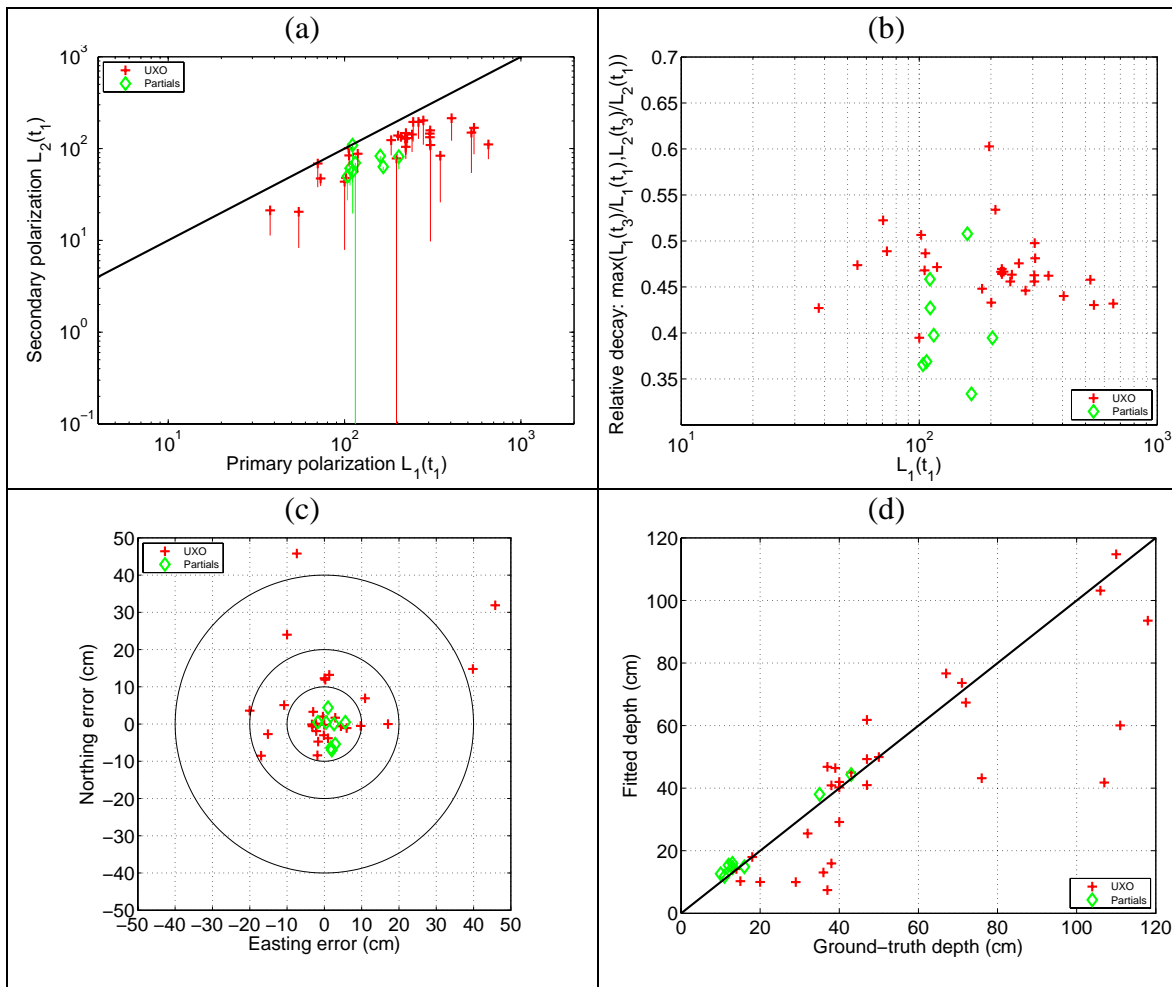 (a)
10^3
10^2
10^1
10^0
10^-1
Secondary polarization L_2(t_1)
UXO
Partials
10^1
10^2
10^3
Primary polarization L_1(t_1)
(b)
0.7
0.65
0.6
0.55
0.5
0.45
0.4
0.35
Relative decay: max(L_1(t_3)/L_1(t_1),L_2(t_3)/L_2(t_1))
UXO
Partials
10^1
10^2
10^3
L_1(t_1)
(c)
50
40
30
20
10
0
−10
−20
−30
−40
−50
Northing error (cm)
UXO
Partials
−50 −40 −30 −20 −10 0 10 20 30 40 50
Easting error (cm)
(d)
120
100
80
60
40
20
0
Fitted depth (cm)
UXO
Partials
0 20 40 60 80 100 120
Ground−truth depth (cm)